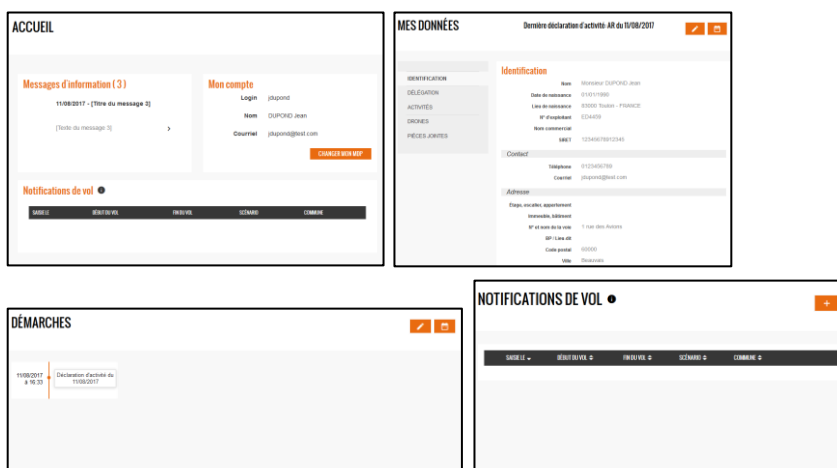 ACCUEIL
Messages d'information ( 3 )
11/08/2017 - [Titre du message 3]
[Texte du message 3]
Mon compte
Login jdupond
Nom DUPOND Jean
Courriel jdupond@test.com
CHANGER MON MDP
Notifications de vol
SAISIE LE DÉBUT DU VOL FIN DU VOL SCÉNARIO COMMUNE
MES DONNÉES
Dernière déclaration d'activité: AR du 11/08/2017
IDENTIFICATION
DÉLÉGATION
ACTIVITÉS
DRONES
PIÈCES JOINTES
Identification
Nom Monsieur DUPOND Jean
Date de naissance 01/01/1980
Lieu de naissance 83000 Toulon - FRANCE
N° d'exploitant ED4459
Nom commercial
SIRET 12345678912345
Contact
Téléphone 0123456789
Courriel jdupond@test.com
Adresse
Etage, escalier, appartement
Immeuble, bâtiment
N° et nom de la voie 1 rue des Avions
BP / Lieu dit
Code postal 60000
Ville Beauvais
DÉMARCHES
11/08/2017
à 16:33
Déclaration d'activité du
11/08/2017
NOTIFICATIONS DE VOL
SAISIE LE DÉBUT DU VOL FIN DU VOL SCÉNARIO COMMUNE